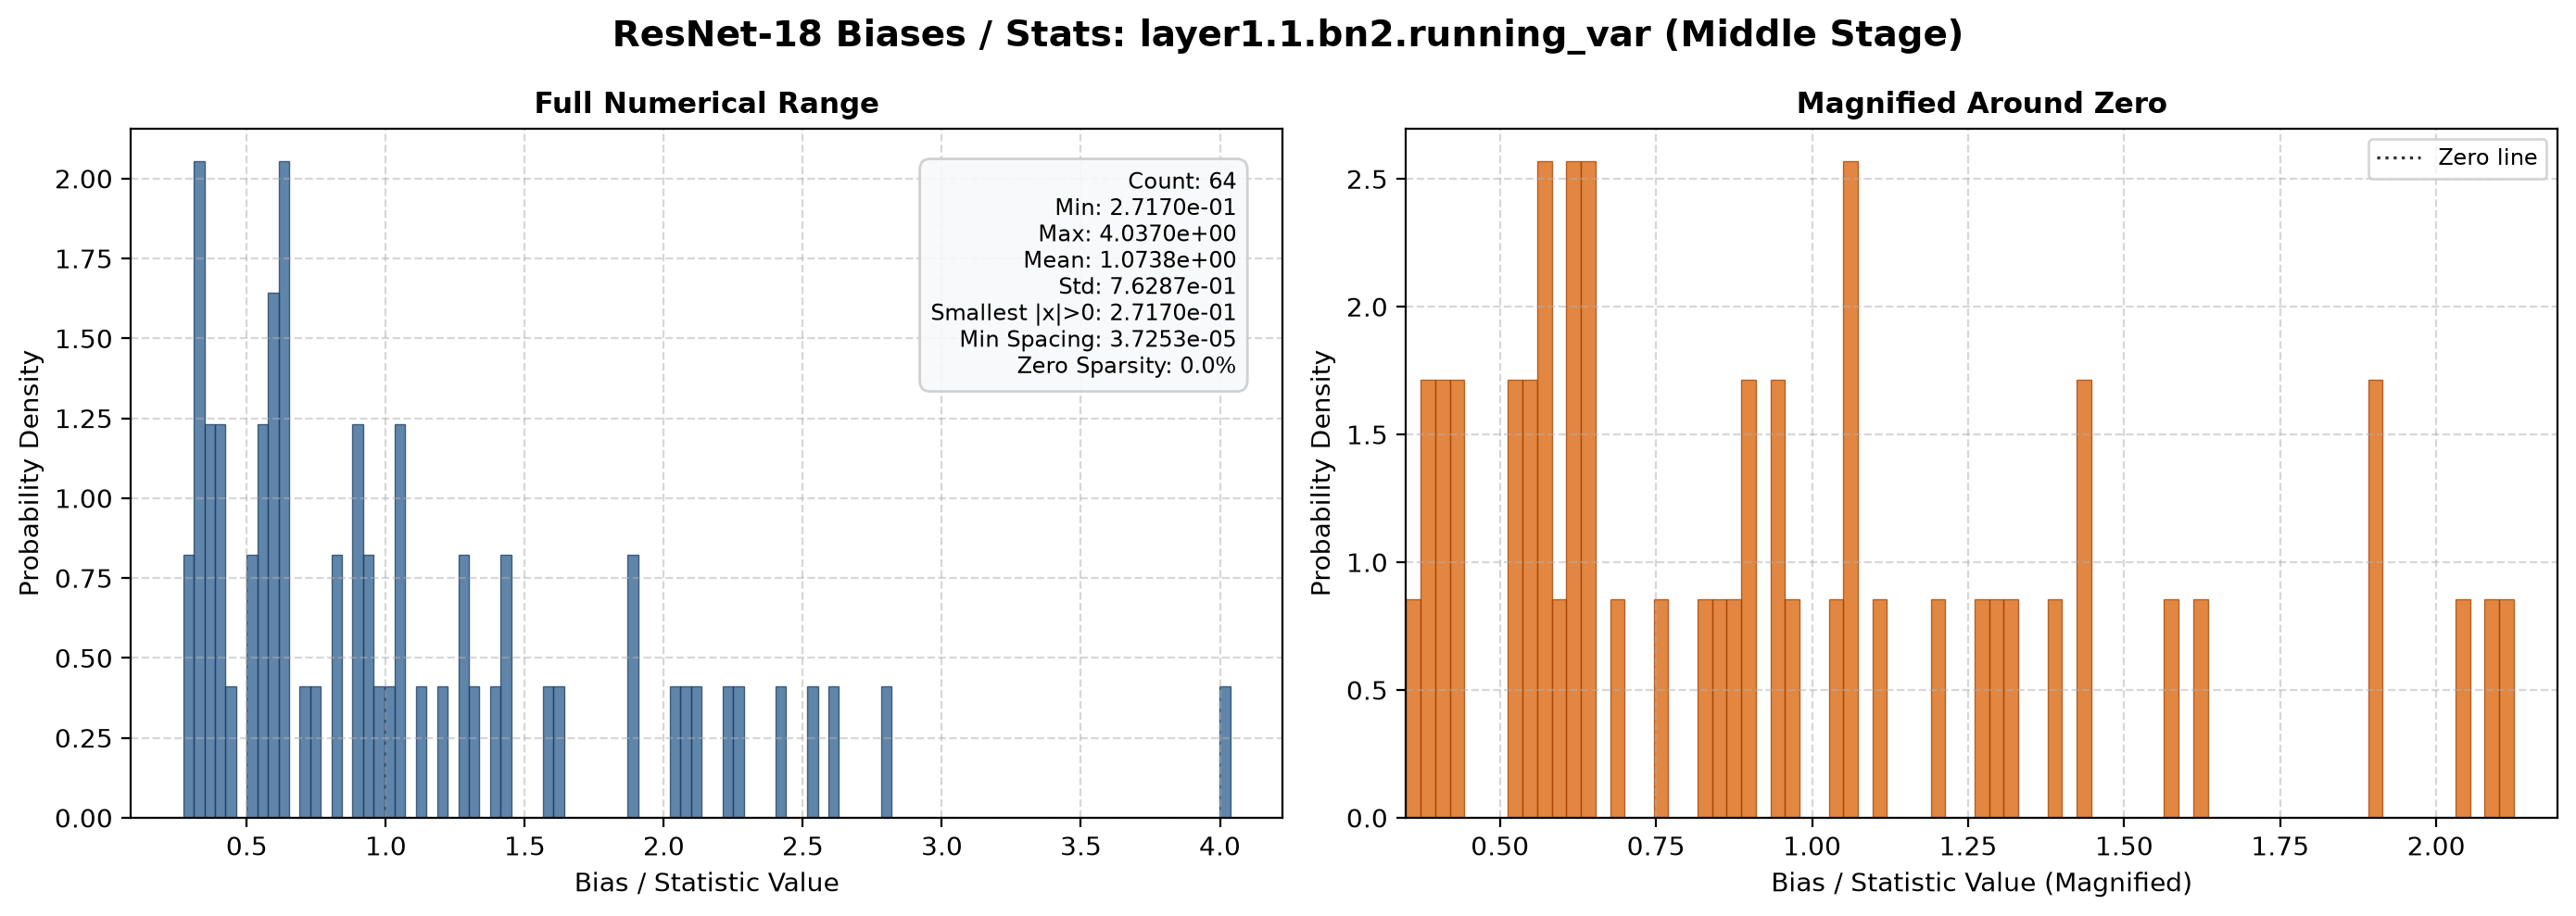 ResNet-18 Biases / Stats: layer1.1.bn2.running_var (Middle Stage)
Full Numerical Range
Probability Density
2.00
1.75
1.50
1.25
1.00
0.75
0.50
0.25
0.00
Count: 64
Min: 2.7170e-01
Max: 4.0370e+00
Mean: 1.0738e+00
Std: 7.6287e-01
Smallest |x|>0: 2.7170e-01
Min Spacing: 3.7253e-05
Zero Sparsity: 0.0%
0.5 1.0 1.5 2.0 2.5 3.0 3.5 4.0
Bias / Statistic Value
Magnified Around Zero
Probability Density
2.5
2.0
1.5
1.0
0.5
0.0
Zero line
0.50 0.75 1.00 1.25 1.50 1.75 2.00
Bias / Statistic Value (Magnified)